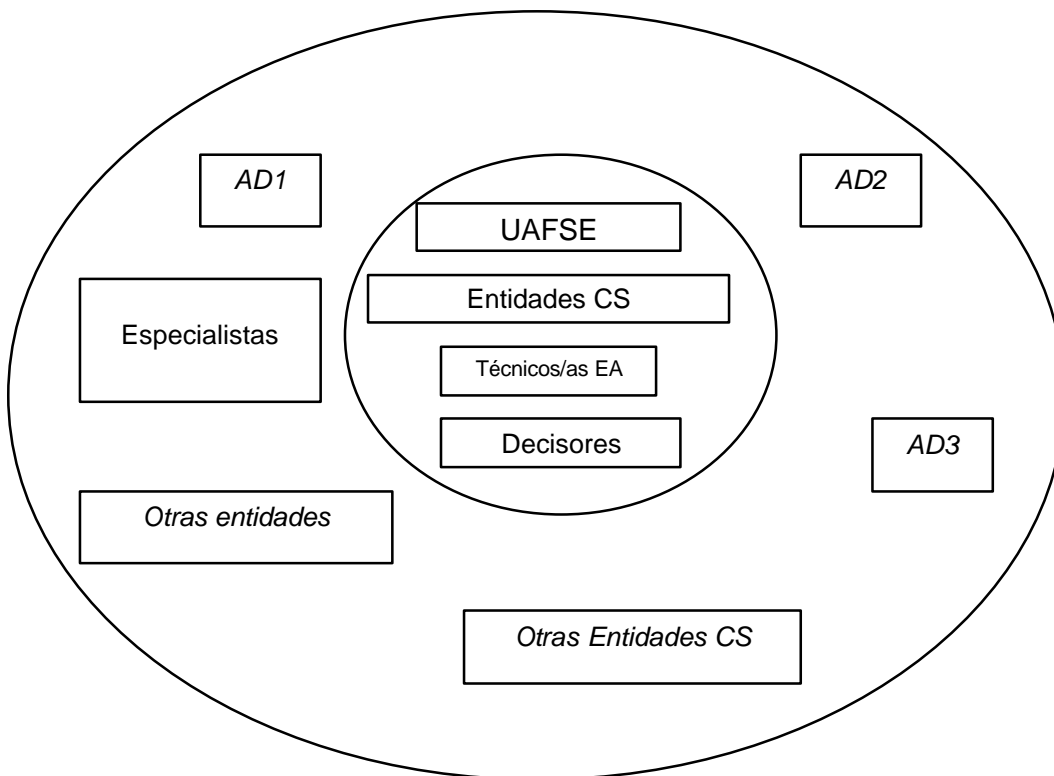 AD1
AD2
UAFSE
Entidades CS
Especialistas
Técnicos/as EA
Decisores
AD3
Otras entidades
Otras Entidades CS